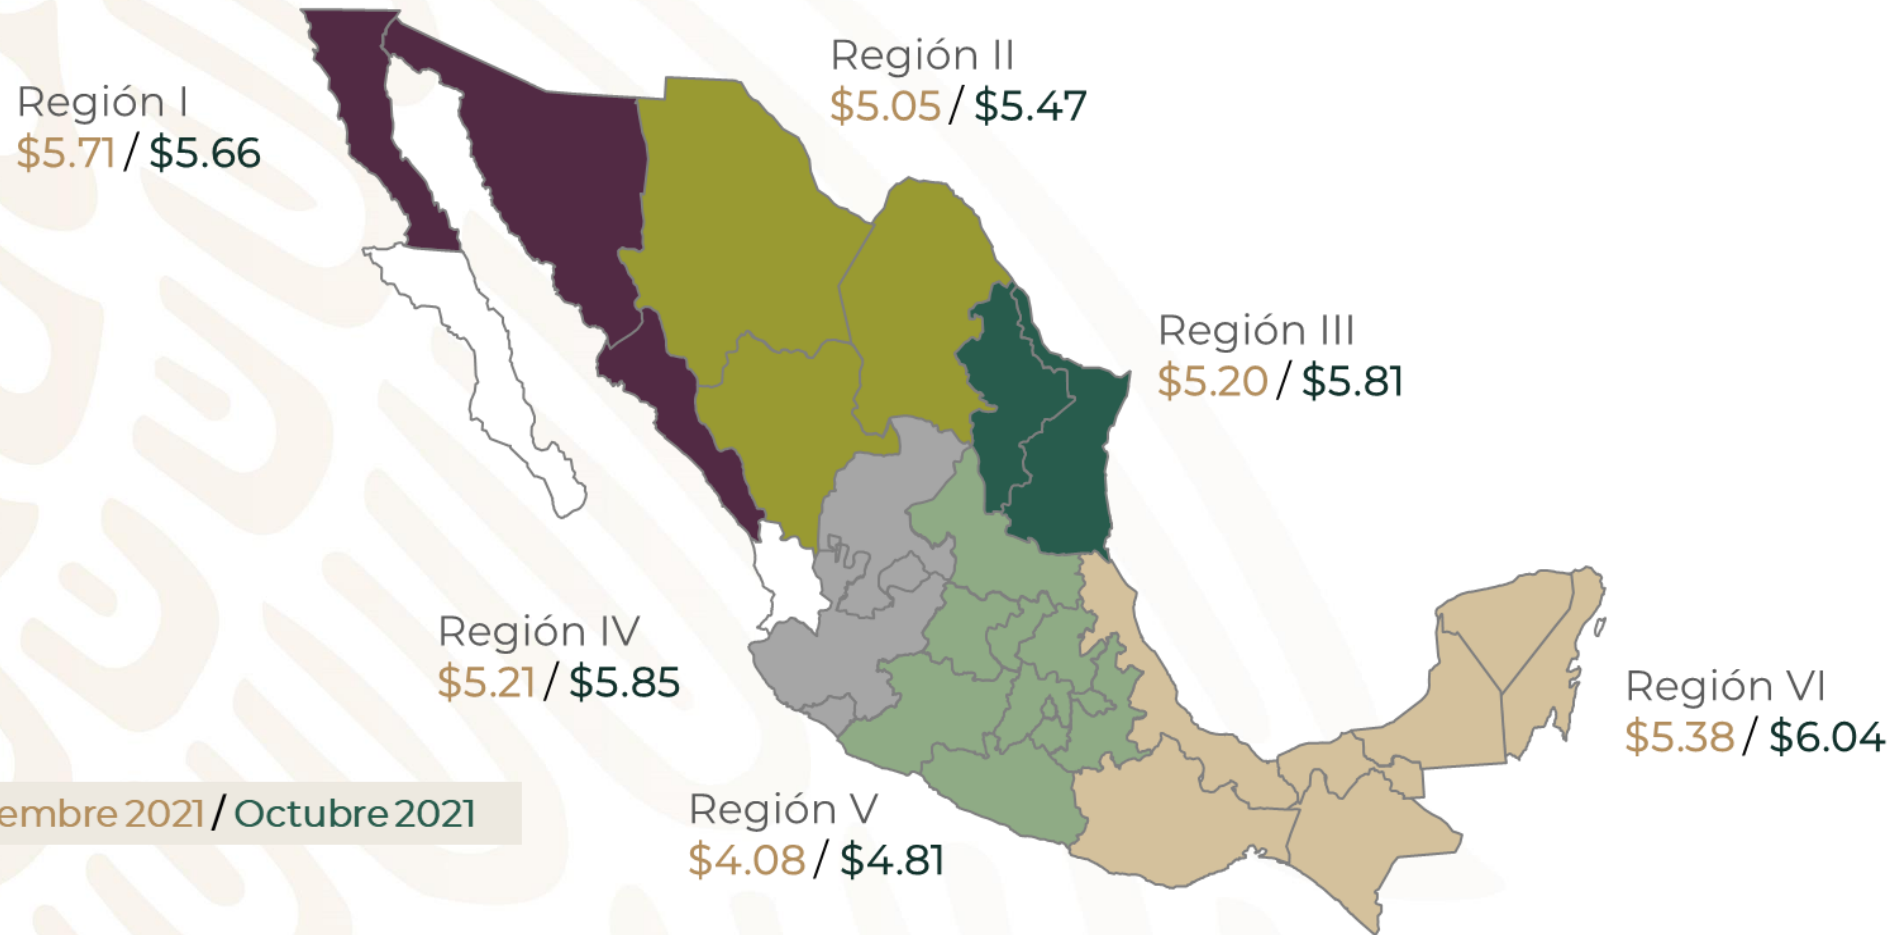 Región I
$5.71 / $5.66
Región II
$5.05 / $5.47
Región III
$5.20 / $5.81
Región IV
$5.21 / $5.85
Región VI
$5.38 / $6.04
Región V
$4.08 / $4.81
embre 2021 / Octubre 2021